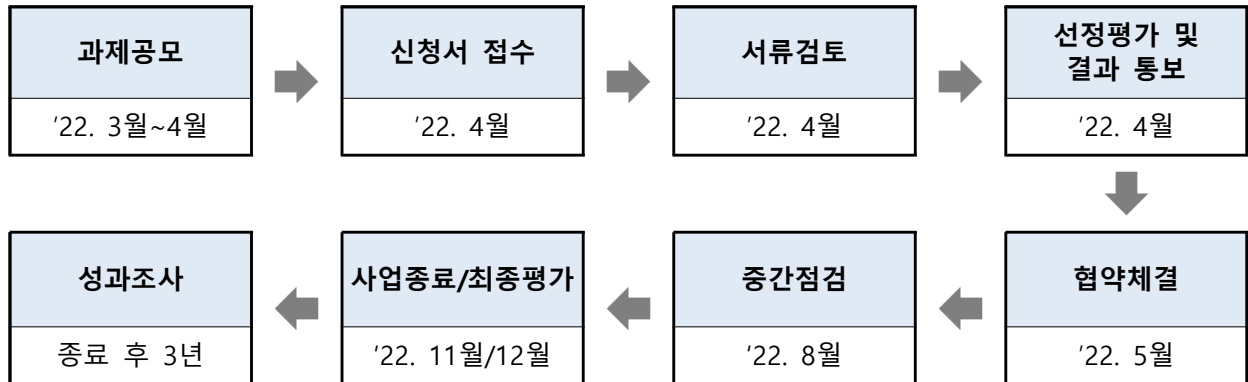 과제공모
'22. 3월~4월
신청서 접수
'22. 4월
서류검토
'22. 4월
선정평가 및
결과 통보
'22. 4월
협약체결
'22. 5월
중간점검
'22. 8월
사업종료/최종평가
'22. 11월/12월
성과조사
종료 후 3년